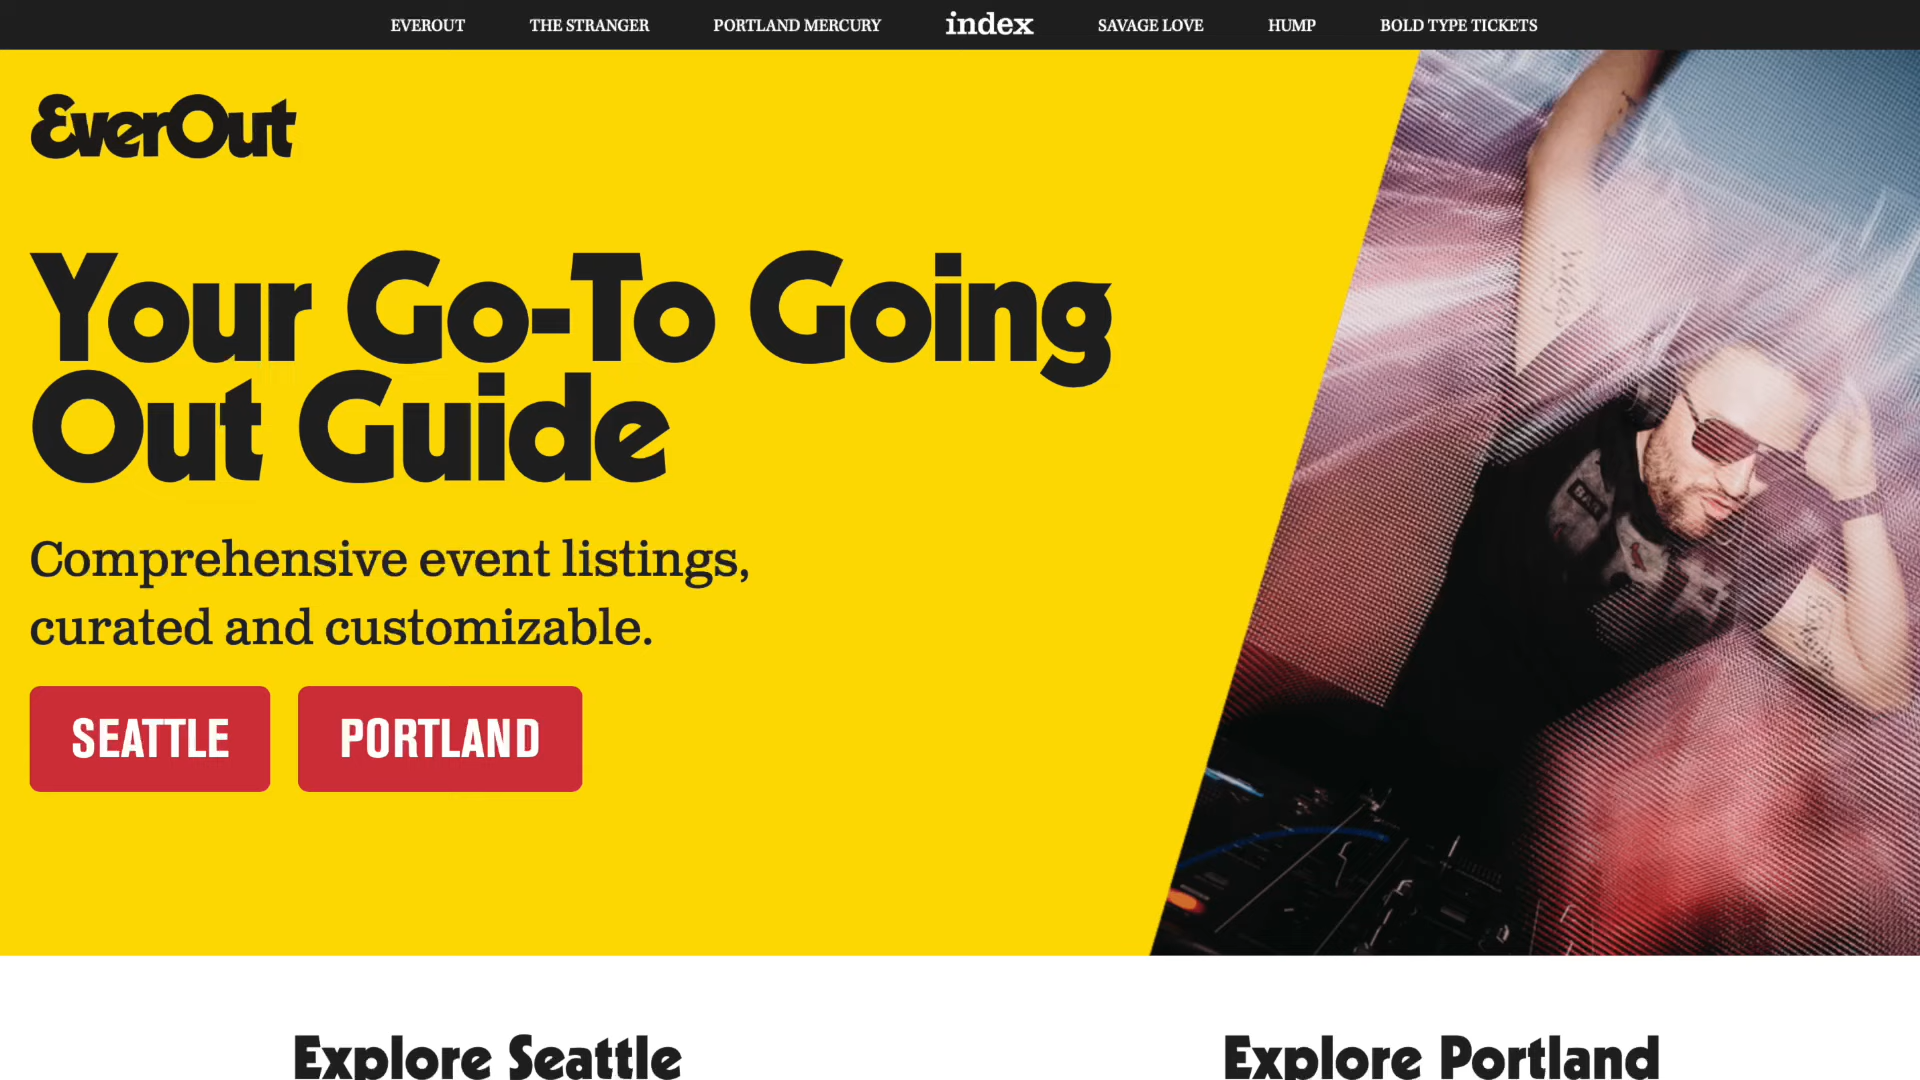 EVEROUT
THE STRANGER
PORTLAND MERCURY
index
SAVAGE LOVE
HUMP
BOLD TYPE TICKETS
EverOut
Your Go-To Going
Out Guide
Comprehensive event listings,
curated and customizable.
SEATTLE
PORTLAND
Explore Seattle
Explore Portland